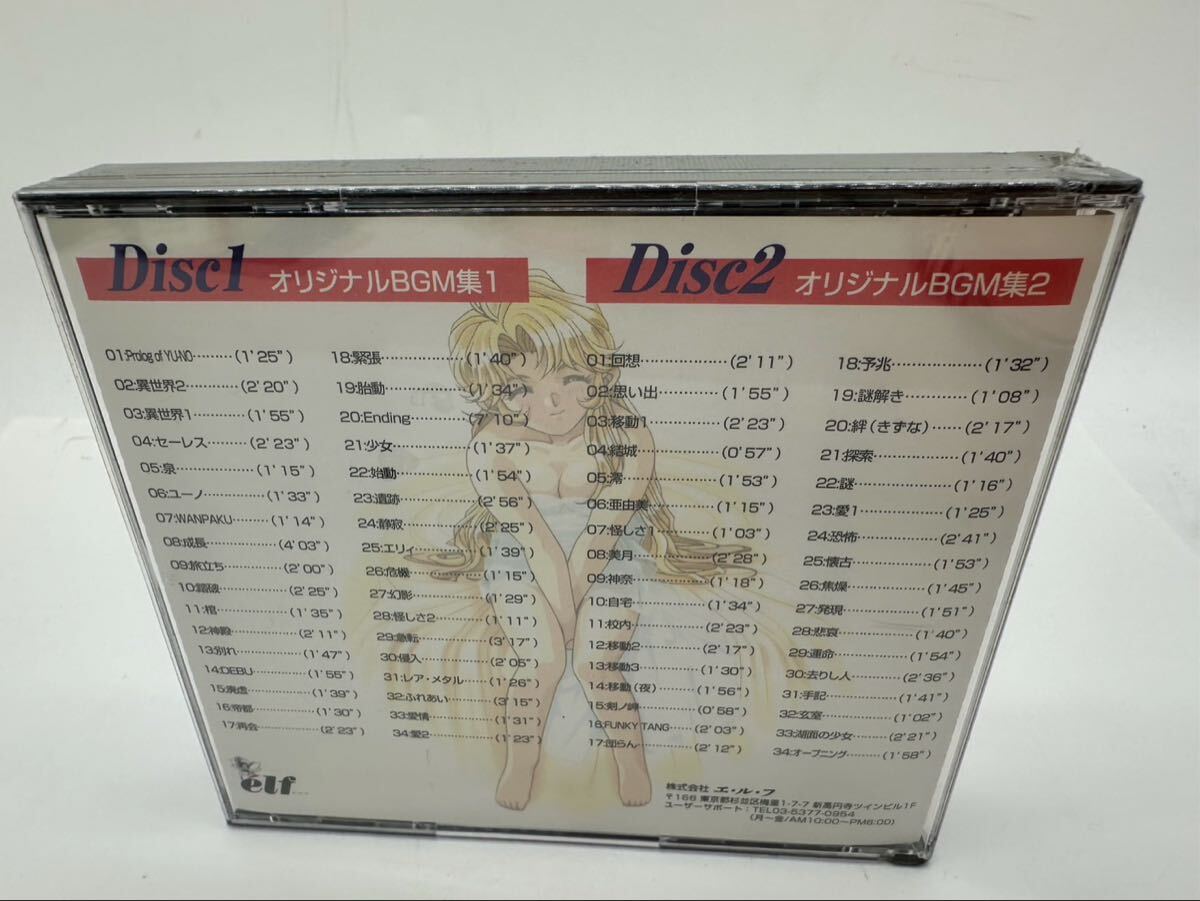 Disc1 オリジナルBGM集1
01:Prolog of YU-NO………(1'25")
02:異世界2…………(2'20")
03:異世界1…………(1'55")
04:セーレス…………(2'23")
05:泉…………………(1'15")
06:ユーノ……………(1'33")
07:WANPAKU………(1'14")
08:成長………………(4'03")
09:旅立ち……………(2'00")
10:踏破………………(2'25")
11:棺…………………(1'35")
12:神殿………………(2'11")
13:別れ………………(1'47")
14:DEBU……………(1'55")
15:廃虚………………(1'39")
16:帝都………………(1'30")
17:再会………………(2'23")
18:緊張………………(1'40")
19:胎動………………(1'34")
20:Ending……………(7'10")
21:少女………………(1'37")
22:始動………………(1'54")
23:遺跡………………(2'56")
24:静寂………………(2'25")
25:エリィ……………(1'39")
26:危機………………(1'15")
27:幻影………………(1'29")
28:怪しさ2…………(1'11")
29:急転………………(3'17")
30:侵入………………(2'05")
31:レア・メタル……(1'26")
32:ふれあい…………(3'15")
33:愛情………………(1'31")
34:愛2………………(1'23")
Disc2 オリジナルBGM集2
01:回想………………(2'11")
02:思い出……………(1'55")
03:移動1……………(2'23")
04:結城………………(0'57")
05:澪…………………(1'53")
06:亜由美……………(1'15")
07:怪しさ1…………(1'03")
08:美月………………(2'28")
09:神奈………………(1'18")
10:自宅………………(1'34")
11:校内………………(2'23")
12:移動2……………(2'17")
13:移動3……………(1'30")
14:移動(夜)…………(1'56")
15:剣ノ岬……………(0'58")
16:FUNKY TANG……(2'03")
17:団らん……………(2'12")
18:予兆………………(1'32")
19:謎解き……………(1'08")
20:絆(きずな)……(2'17")
21:探索………………(1'40")
22:謎…………………(1'16")
23:愛1………………(1'25")
24:恐怖………………(2'41")
25:懐古………………(1'53")
26:焦燥………………(1'45")
27:発現………………(1'51")
28:悲哀………………(1'40")
29:運命………………(1'54")
30:去りし人…………(2'36")
31:手記………………(1'41")
32:玄室………………(1'02")
33:湖面の少女………(2'21")
34:オープニング……(1'58")
elf
株式会社 エ・ル・フ
〒166 東京都杉並区梅里1-7-7 新高円寺ツインビル1F
ユーザーサポート:TEL03-5377-0954
(月〜金/AM10:00〜PM6:00)